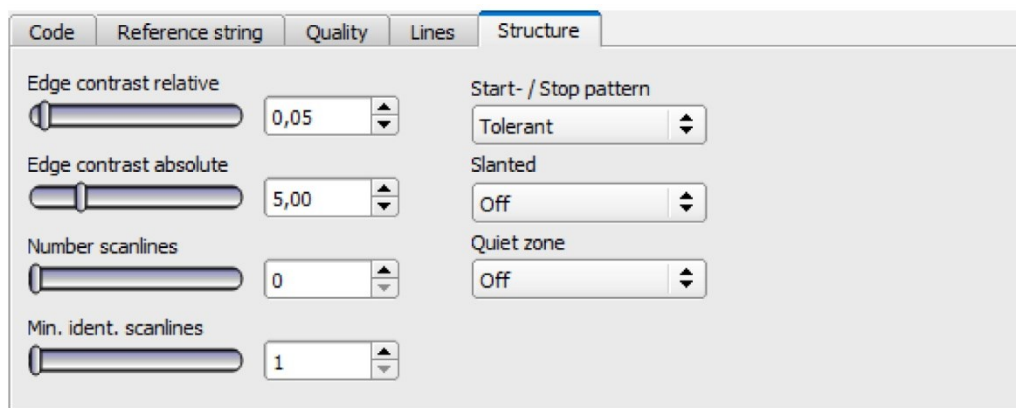 Code Reference string Quality Lines Structure
Edge contrast relative
0,05
Edge contrast absolute
5,00
Number scanlines
0
Min. ident. scanlines
1
Start- / Stop pattern
Tolerant
Slanted
Off
Quiet zone
Off